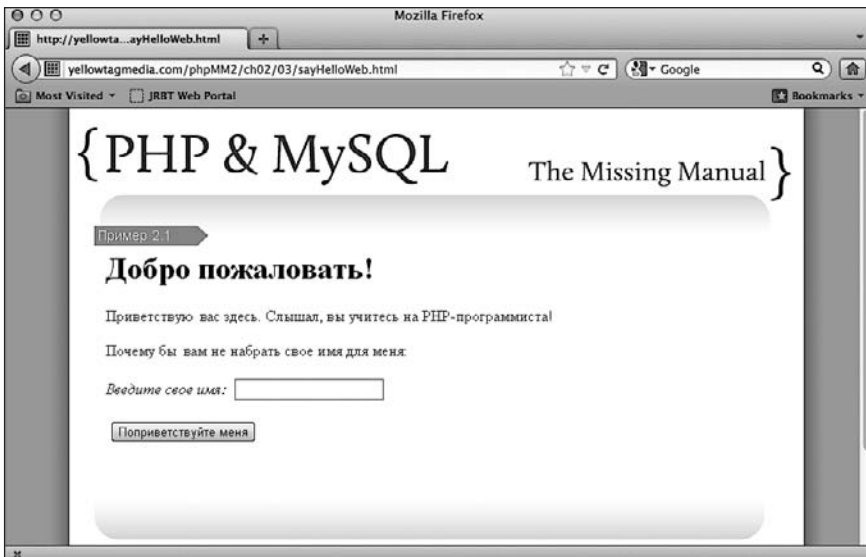 Mozilla Firefox
http://yellowta...ayHelloWeb.html
yellowtagmedia.com/phpMM2/ch02/03/sayHelloWeb.html
Google
Most Visited
JRBT Web Portal
Bookmarks
{PHP & MySQL
The Missing Manual}
Пример 2.1
Добро пожаловать!
Приветствую вас здесь. Слышал, вы учитесь на PHP-программиста!
Почему бы вам не набрать свое имя для меня:
Введите свое имя:
Поприветствуйте меня